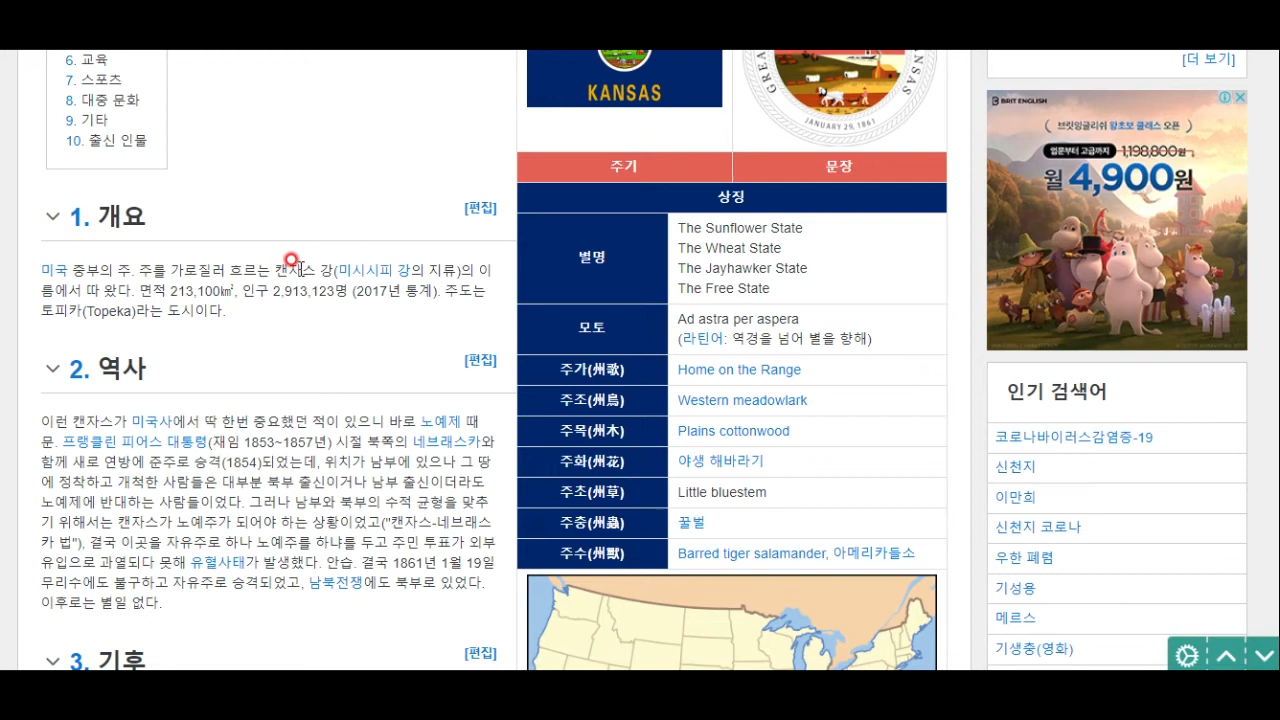 6. 교육
7. 스포츠
8. 대중 문화
9. 기타
10. 출신 인물
1. 개요
[편집]
미국 중부의 주. 주를 가로질러 흐르는 캔자스 강(미시시피 강의 지류)의 이
름에서 따 왔다. 면적 213,100㎢, 인구 2,913,123명 (2017년 통계). 주도는
토피카(Topeka)라는 도시이다.
2. 역사
[편집]
이런 캔자스가 미국사에서 딱 한번 중요했던 적이 있으니 바로 노예제 때
문. 프랭클린 피어스 대통령(재임 1853~1857년) 시절 북쪽의 네브래스카와
함께 새로 연방에 준주로 승격(1854)되었는데, 위치가 남부에 있으나 그 땅
에 정착하고 개척한 사람들은 대부분 북부 출신이거나 남부 출신이더라도
노예제에 반대하는 사람들이었다. 그러나 남부와 북부의 수적 균형을 맞추
기 위해서는 캔자스가 노예주가 되어야 하는 상황이었고("캔자스-네브래스
카 법"), 결국 이곳을 자유주로 하냐 노예주를 하냐를 두고 주민 투표가 외부
유입으로 과열되다 못해 유혈사태가 발생했다. 안습. 결국 1861년 1월 19일
무리수에도 불구하고 자유주로 승격되었고, 남북전쟁에도 북부로 있었다.
이후로는 별일 없다.
3. 기후
[편집]
KANSAS
JANUARY 29, 1861
주기
문장
상징
별명
The Sunflower State
The Wheat State
The Jayhawker State
The Free State
모토
Ad astra per aspera
(라틴어: 역경을 넘어 별을 향해)
주가(州歌)
Home on the Range
주조(州鳥)
Western meadowlark
주목(州木)
Plains cottonwood
주화(州花)
야생 해바라기
주초(州草)
Little bluestem
주충(州蟲)
꿀벌
주수(州獸)
Barred tiger salamander, 아메리카들소
[더 보기]
BRIT ENGLISH
브릿잉글리쉬 왕초보 클래스 오픈
입문부터 고급까지 1,198,800원
월 4,900원
인기 검색어
코로나바이러스감염증-19
신천지
이만희
신천지 코로나
우한 폐렴
기성용
메르스
기생충(영화)